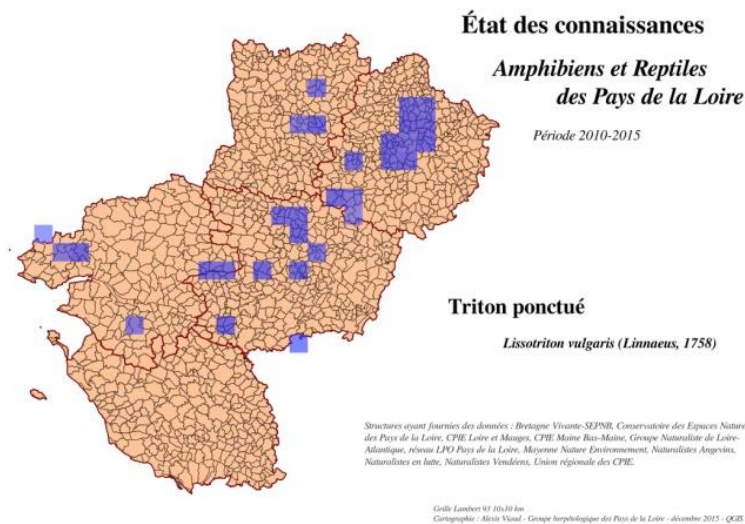 État des connaissances
Amphibiens et Reptiles
des Pays de la Loire
Période 2010-2015
Triton ponctué
Lissotriton vulgaris (Linnaeus, 1758)
Structures ayant fournies des données : Bretagne Vivante-SEPNB, Conservatoire des Espaces Nature
des Pays de la Loire, CPIE Loire et Mauges, CPIE Maine Bas-Maine, Groupe Naturaliste de Loire-
Atlantique, réseau LPO Pays de la Loire, Mayenne Nature Environnement, Naturalistes Angevins,
Naturalistes en lutte, Naturalistes Vendéens, Union régionale des CPIE.
Grille Lambert 93 10x10 km
Cartographie : Alexis Viaud - Groupe herpétologique des Pays de la Loire - décembre 2015 - QGIS